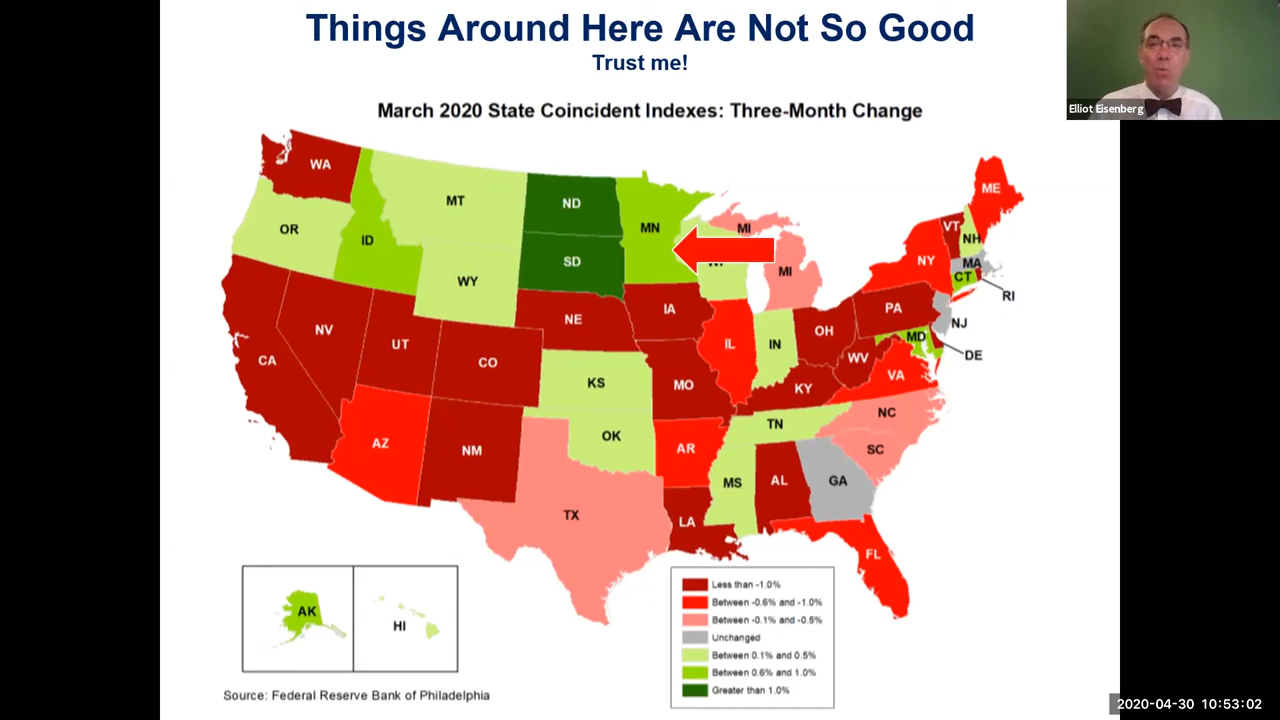 Things Around Here Are Not So Good
Trust me!
Elliot Eisenberg
March 2020 State Coincident Indexes: Three-Month Change
WA
MT
ND
MN
MI
ME
VT
NH
OR
ID
WY
SD
MI
NY
MA
CT
RI
NE
IA
PA
NJ
NV
UT
CO
IL
IN
OH
MD
DE
CA
KS
MO
KY
WV
VA
AZ
NM
OK
AR
TN
NC
SC
TX
MS
AL
GA
LA
FL
AK
HI
Less than -1.0%
Between -0.6% and -1.0%
Between -0.1% and -0.5%
Unchanged
Between 0.1% and 0.5%
Between 0.6% and 1.0%
Greater than 1.0%
Source: Federal Reserve Bank of Philadelphia
2020-04-30 10:53:02